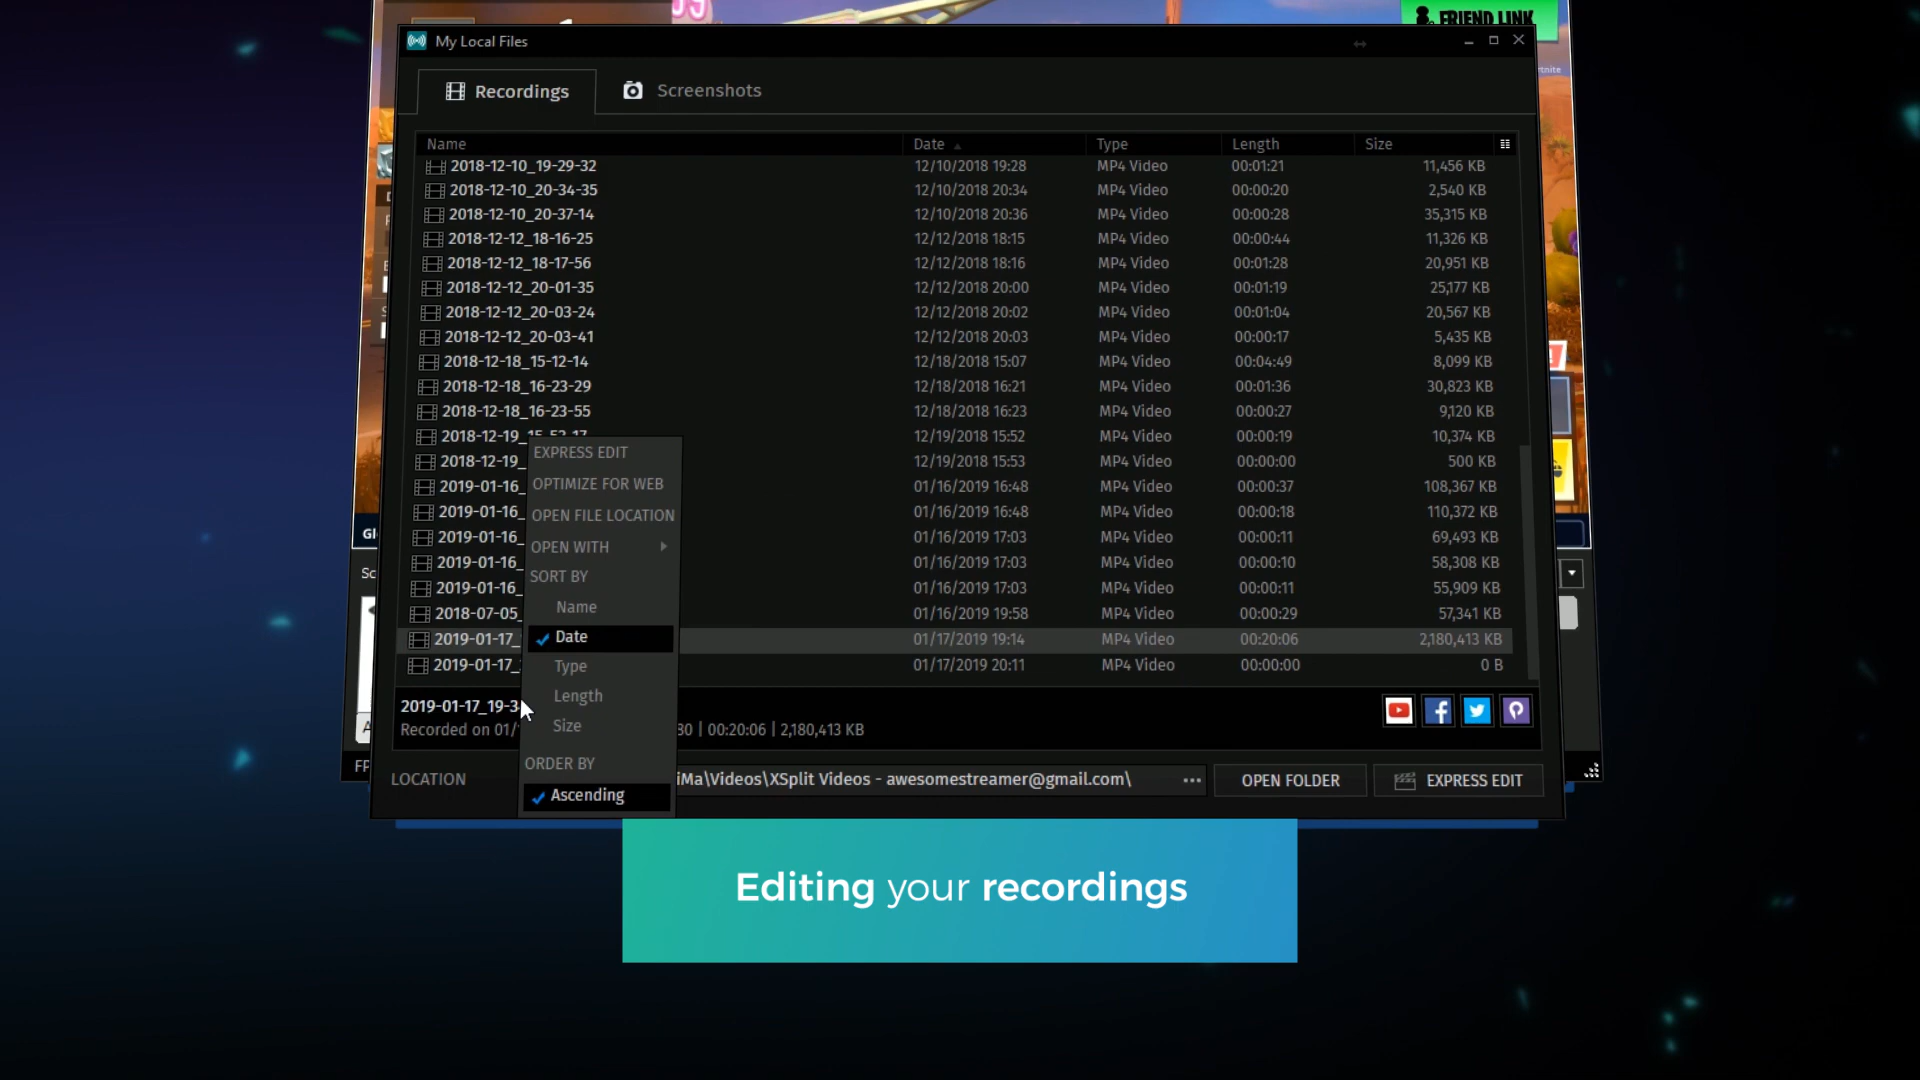 FRIEND LINK
My Local Files
Recordings
Screenshots
Name Date Type Length Size
2018-12-10_19-29-32 12/10/2018 19:28 MP4 Video 00:01:21 11,456 KB
2018-12-10_20-34-35 12/10/2018 20:34 MP4 Video 00:00:20 2,540 KB
2018-12-10_20-37-14 12/10/2018 20:36 MP4 Video 00:00:28 35,315 KB
2018-12-12_18-16-25 12/12/2018 18:15 MP4 Video 00:00:44 11,326 KB
2018-12-12_18-17-56 12/12/2018 18:16 MP4 Video 00:01:28 20,951 KB
2018-12-12_20-01-35 12/12/2018 20:00 MP4 Video 00:01:19 25,177 KB
2018-12-12_20-03-24 12/12/2018 20:02 MP4 Video 00:01:04 20,567 KB
2018-12-12_20-03-41 12/12/2018 20:03 MP4 Video 00:00:17 5,435 KB
2018-12-18_15-12-14 12/18/2018 15:07 MP4 Video 00:04:49 8,099 KB
2018-12-18_16-23-29 12/18/2018 16:21 MP4 Video 00:01:36 30,823 KB
2018-12-18_16-23-55 12/18/2018 16:23 MP4 Video 00:00:27 9,120 KB
2018-12-19_15-53-17 12/19/2018 15:52 MP4 Video 00:00:19 10,374 KB
2018-12-19_ 12/19/2018 15:53 MP4 Video 00:00:00 500 KB
2019-01-16_ 01/16/2019 16:48 MP4 Video 00:00:37 108,367 KB
2019-01-16_ 01/16/2019 16:48 MP4 Video 00:00:18 110,372 KB
2019-01-16_ 01/16/2019 17:03 MP4 Video 00:00:11 69,493 KB
2019-01-16_ 01/16/2019 17:03 MP4 Video 00:00:10 58,308 KB
2019-01-16_ 01/16/2019 17:03 MP4 Video 00:00:11 55,909 KB
2018-07-05_ 01/16/2019 19:58 MP4 Video 00:00:29 57,341 KB
2019-01-17_ 01/17/2019 19:14 MP4 Video 00:20:06 2,180,413 KB
2019-01-17_ 01/17/2019 20:11 MP4 Video 00:00:00 0 B
EXPRESS EDIT
OPTIMIZE FOR WEB
OPEN FILE LOCATION
OPEN WITH
SORT BY
Name
Date
Type
Length
Size
ORDER BY
Ascending
2019-01-17_19-3
Recorded on 01/ 80 | 00:20:06 | 2,180,413 KB
LOCATION iMa\Videos\XSplit Videos - awesomestreamer@gmail.com\ ... OPEN FOLDER EXPRESS EDIT
Editing your recordings